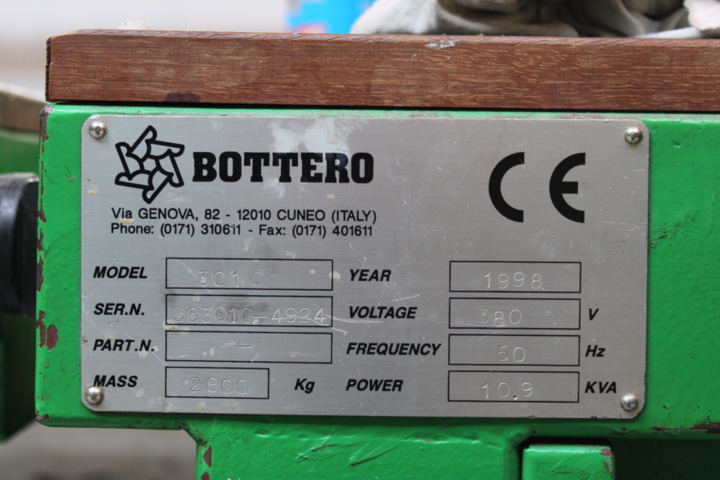 BOTTERO
CE
Via GENOVA, 82 - 12010 CUNEO (ITALY)
Phone: (0171) 310611 - Fax: (0171) 401611
MODEL YEAR 1998
SER.N. VOLTAGE 380 V
PART.N. - FREQUENCY 50 Hz
MASS 2800 Kg POWER 10.9 KVA